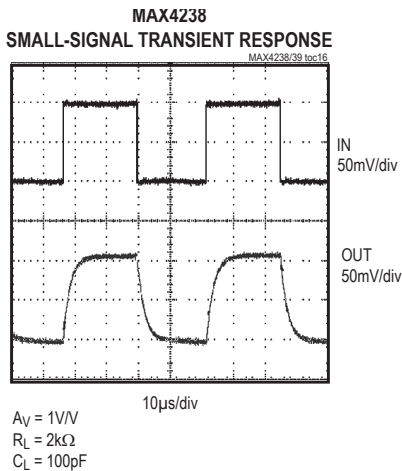 MAX4238
SMALL-SIGNAL TRANSIENT RESPONSE
MAX4238/39 toc16
IN
50mV/div
OUT
50mV/div
10µs/div
AV = 1V/V
RL = 2kΩ
CL = 100pF